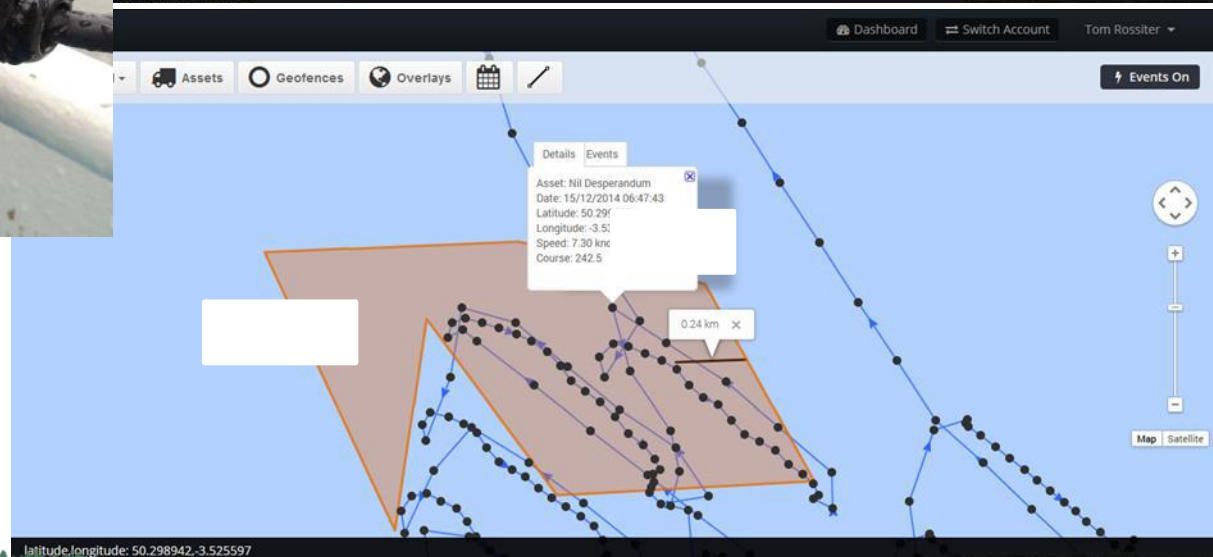 Dashboard Switch Account Tom Rossiter
Assets Geofences Overlays Events On
Details Events
Asset: Nil Desperandum
Date: 15/12/2014 06:47:43
Latitude: 50.29
Longitude: -3.5
Speed: 7.30
Course: 242.5
0.24 km
Map Satellite
latitude,longitude: 50.298942,-3.525597